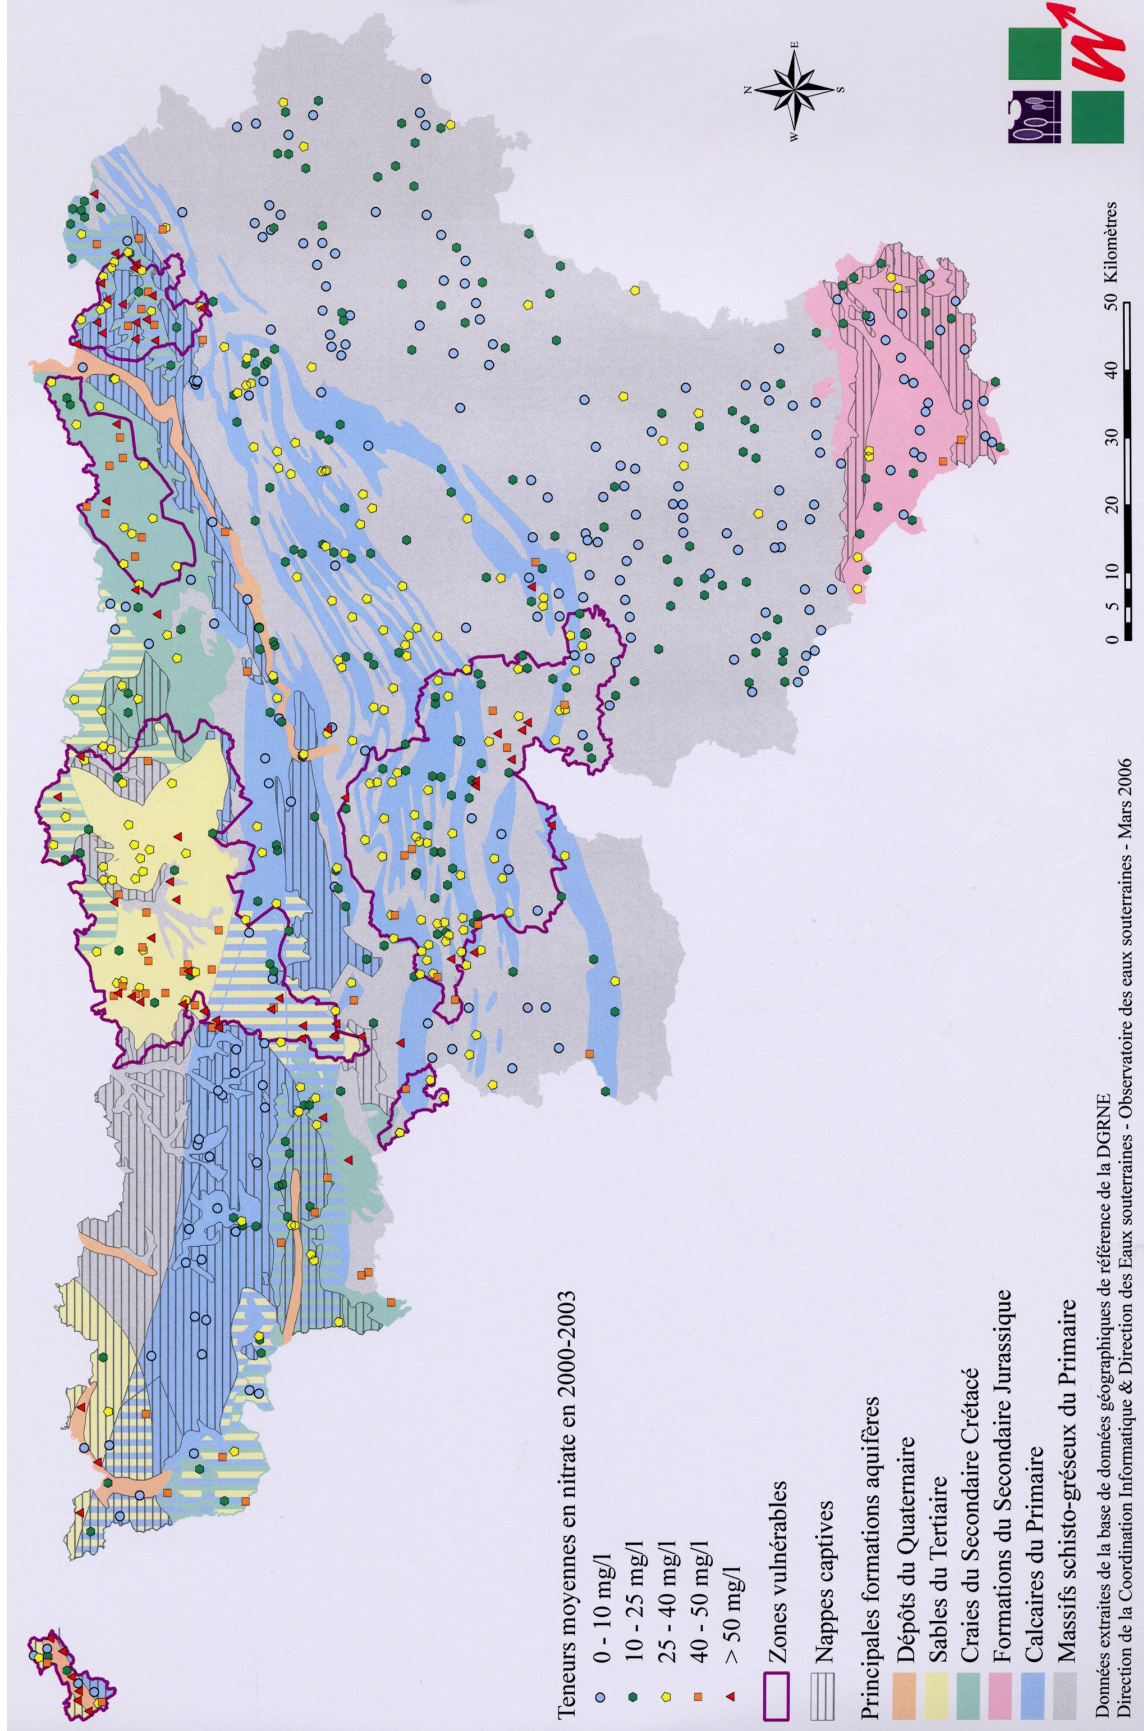 Teneurs moyennes en nitrate en 2000-2003
0 - 10 mg/l
10 - 25 mg/l
25 - 40 mg/l
40 - 50 mg/l
> 50 mg/l
Zones vulnérables
Nappes captives
Principales formations aquifères
Dépôts du Quaternaire
Sables du Tertiaire
Craies du Secondaire Crétacé
Formations du Secondaire Jurassique
Calcaires du Primaire
Massifs schisto-gréseux du Primaire
Données extraites de la base de données géographiques de référence de la DGRNE
Direction de la Coordination Informatique & Direction des Eaux souterraines - Observatoire des eaux souterraines - Mars 2006
0 5 10 20 30 40 50 Kilomètres
N
W E
S
W